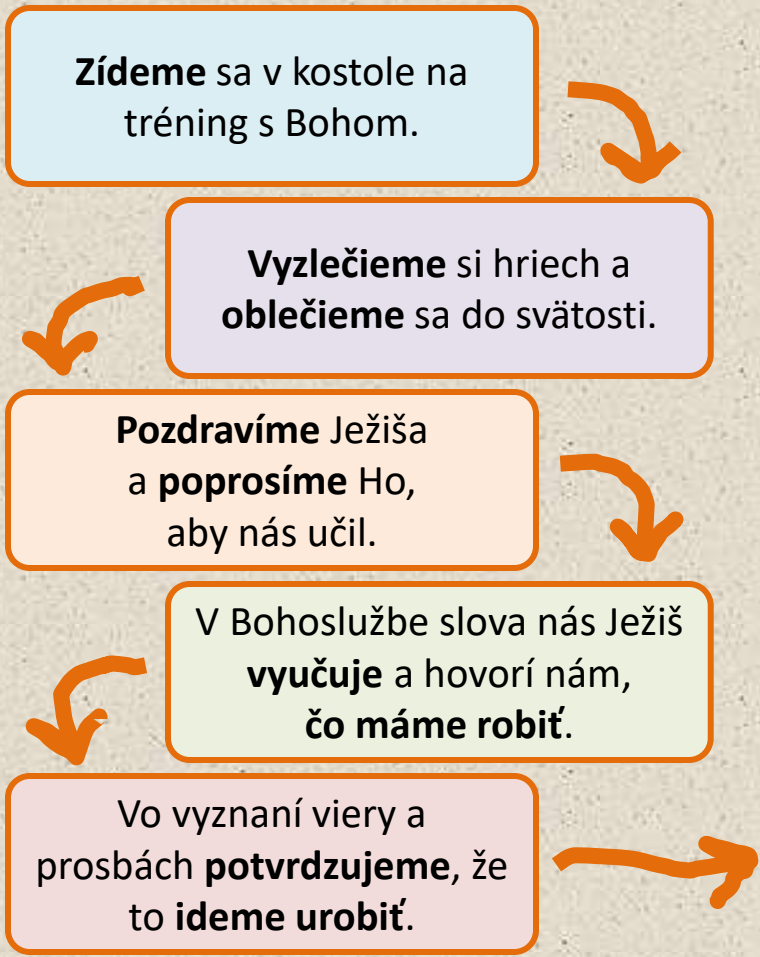 Zídeme sa v kostole na
tréning s Bohom.
Vyzlečieme si hriech a
oblečieme sa do svätosti.
Pozdravíme Ježiša
a poprosíme Ho,
aby nás učil.
V Bohoslužbe slova nás Ježiš
vyučuje a hovorí nám,
čo máme robiť.
Vo vyznaní viery a
prosbách potvrdzujeme, že
to ideme urobiť.